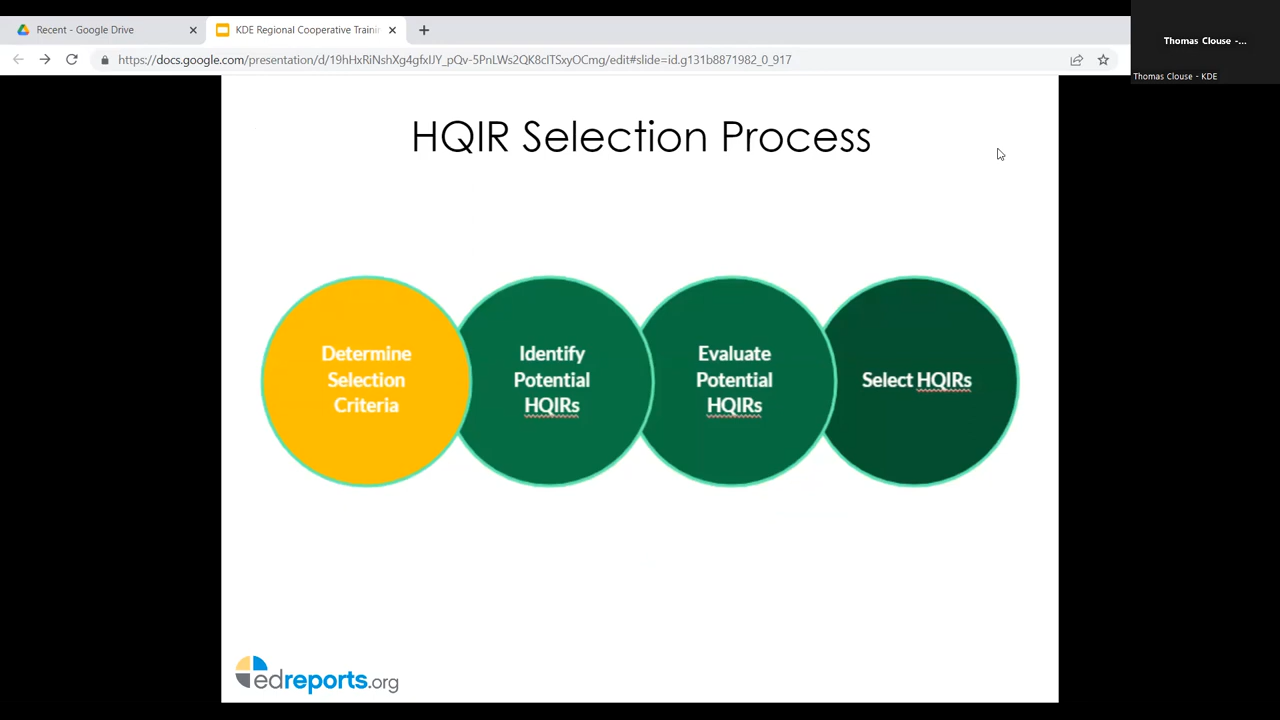 Recent - Google Drive
KDE Regional Cooperative Traini
https://docs.google.com/presentation/d/19hHxRiNshXg4gfxIJY_pQv-5PnLWs2QK8cITSxyOCmg/edit#slide=id.g131b8871982_0_917
Thomas Clouse -...
Thomas Clouse - KDE
HQIR Selection Process
Determine
Selection
Criteria
Identify
Potential
HQIRs
Evaluate
Potential
HQIRs
Select HQIRs
edreports.org